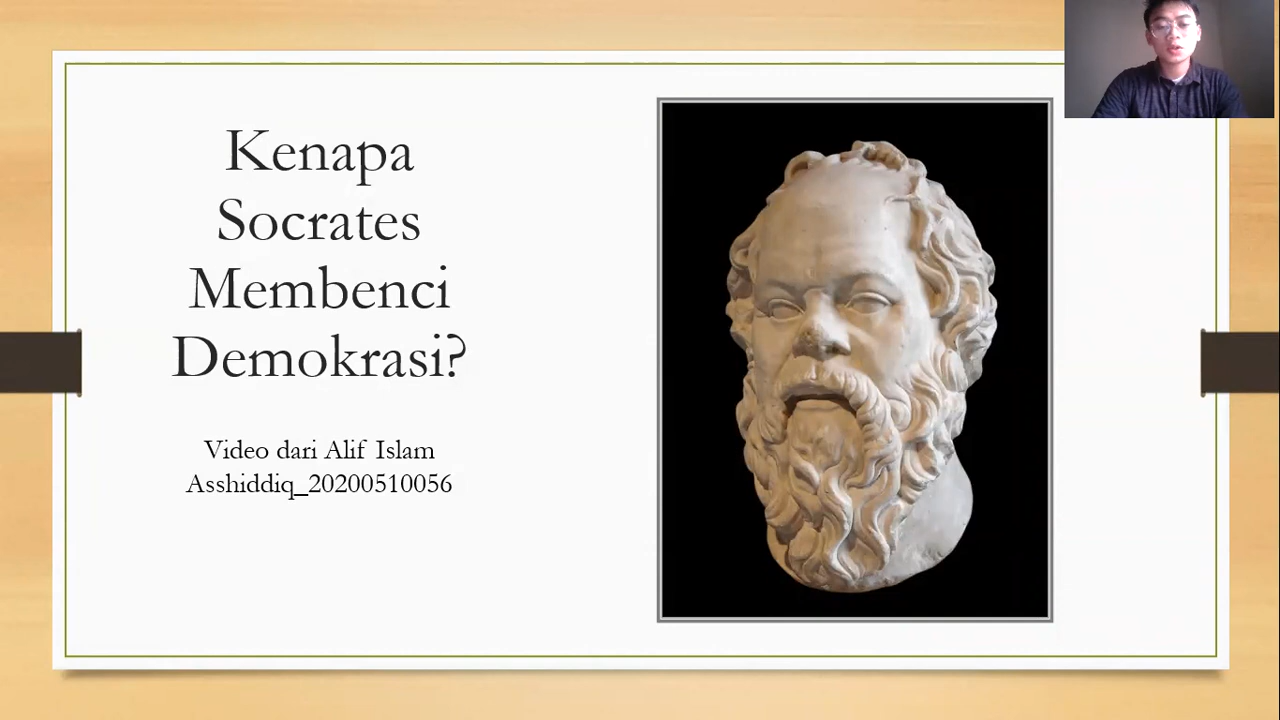 Kenapa
Socrates
Membenci
Demokrasi?
Video dari Alif Islam
Asshiddiq_20200510056